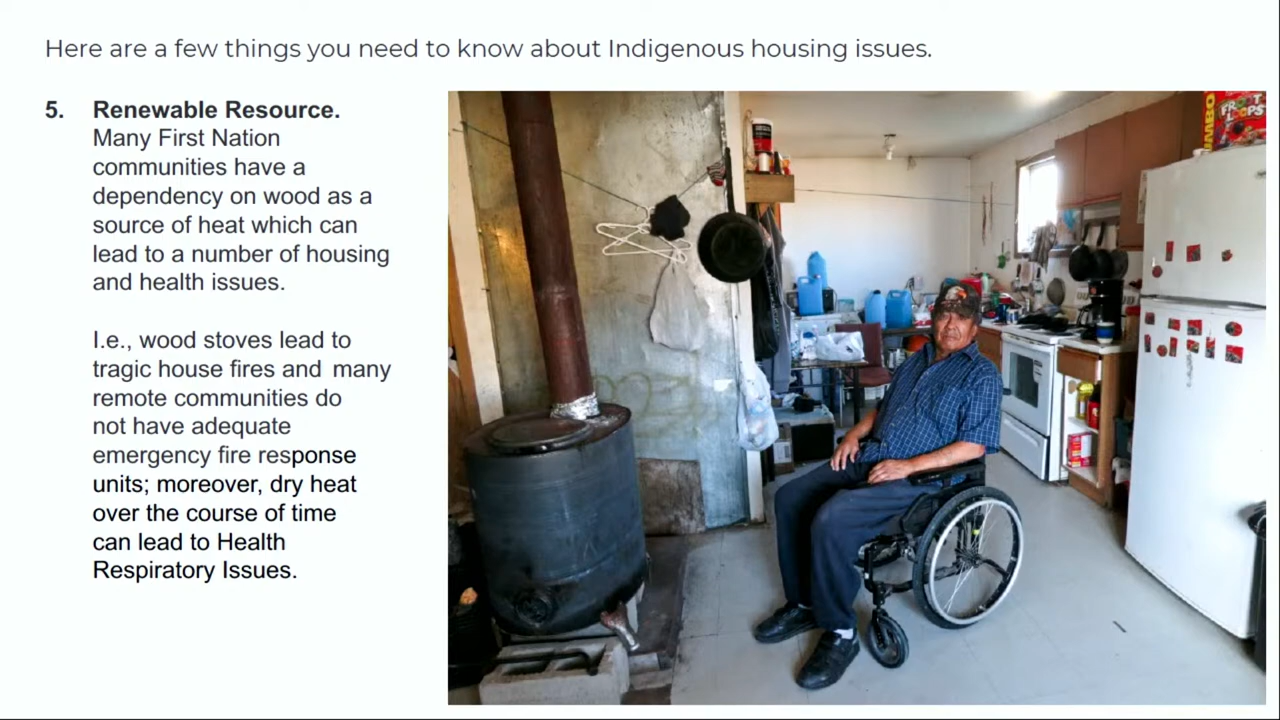 Here are a few things you need to know about Indigenous housing issues.
5. Renewable Resource.
Many First Nation
communities have a
dependency on wood as a
source of heat which can
lead to a number of housing
and health issues.
I.e., wood stoves lead to
tragic house fires and many
remote communities do
not have adequate
emergency fire response
units; moreover, dry heat
over the course of time
can lead to Health
Respiratory Issues.
JUMBO
FROOT
LOOPS